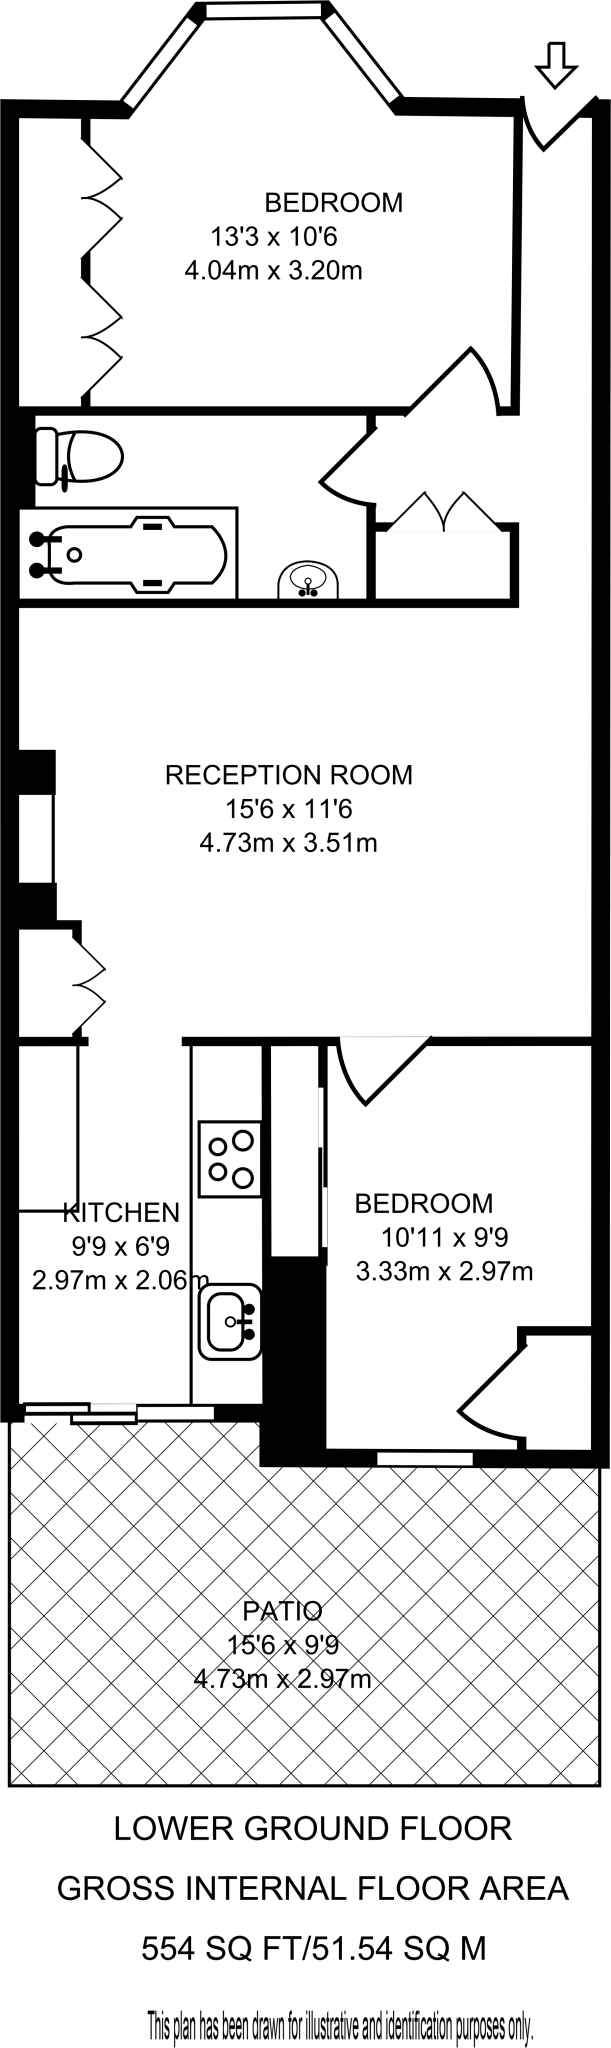 BEDROOM
13'3 x 10'6
4.04m x 3.20m
RECEPTION ROOM
15'6 x 11'6
4.73m x 3.51m
KITCHEN
9'9 x 6'9
2.97m x 2.06m
BEDROOM
10'11 x 9'9
3.33m x 2.97m
PATIO
15'6 x 9'9
4.73m x 2.97m
LOWER GROUND FLOOR
GROSS INTERNAL FLOOR AREA
554 SQ FT/51.54 SQ M
This plan has been drawn for illustrative and identification purposes only.